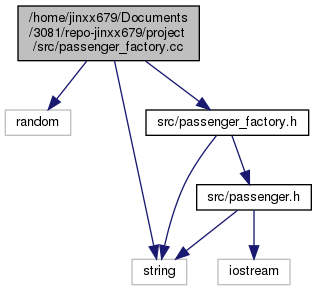 /home/jinxx679/Documents
/3081/repo-jinxx679/project
/src/passenger_factory.cc
random
src/passenger_factory.h
src/passenger.h
string
iostream